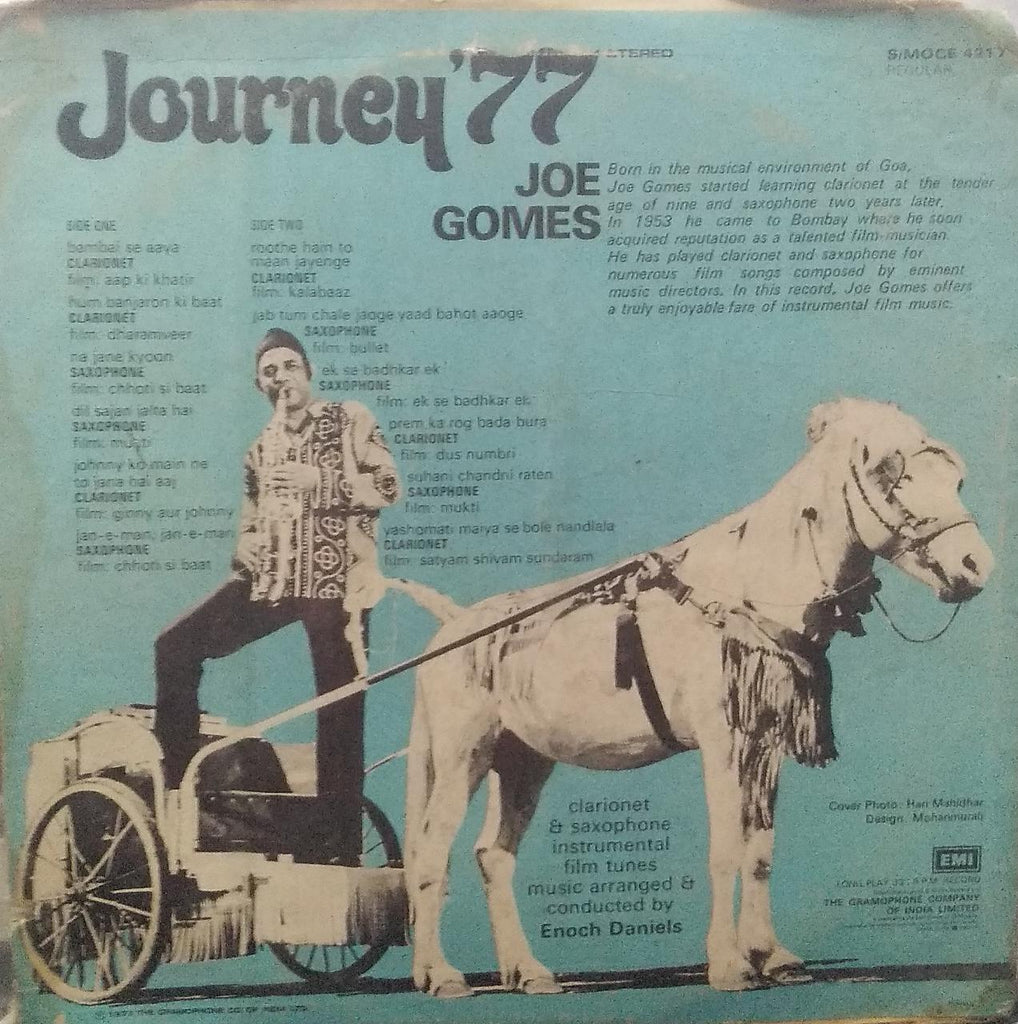 Journey '77
STEREO
S/MOCE 4217
REGULAR
JOE
GOMES
Born in the musical environment of Goa,
Joe Gomes started learning clarionet at the tender
age of nine and saxophone two years later.
In 1953 he came to Bombay where he soon
acquired reputation as a talented film-musician.
He has played clarionet and saxophone for
numerous film songs composed by eminent
music directors. In this record, Joe Gomes offers
a truly enjoyable fare of instrumental film music.
SIDE ONE
bambai se aaya
CLARIONET
film: aap ki khatir
hum banjaron ki baat
CLARIONET
film: dharamveer
na jane kyoon
SAXOPHONE
film: chhoti si baat
dil sajan jalta hai
SAXOPHONE
film: mukti
johnny ko main ne
to jana hai aaj
CLARIONET
film: ginny aur johnny
jan-e-man, jan-e-man
SAXOPHONE
film: chhoti si baat
SIDE TWO
roothe hain to
maan jayenge
CLARIONET
film: kalabaaz
jab tum chale jaoge yaad bahot aaoge
SAXOPHONE
film: bullet
ek se badhkar ek
SAXOPHONE
film: ek se badhkar ek
prem ka rog bada bura
CLARIONET
film: dus numbri
suhani chandni raten
SAXOPHONE
film: mukti
yashomati maiya se bole nandlala
CLARIONET
film: satyam shivam sundaram
clarionet
& saxophone
instrumental
film tunes
music arranged &
conducted by
Enoch Daniels
Cover Photo: Hari Mahidhar
Design: Mohanmurali
EMI
LONG PLAY 33⅓ R.P.M. RECORD
THE GRAMOPHONE COMPANY
OF INDIA LIMITED
© 1977 THE GRAMOPHONE CO. OF INDIA LTD.